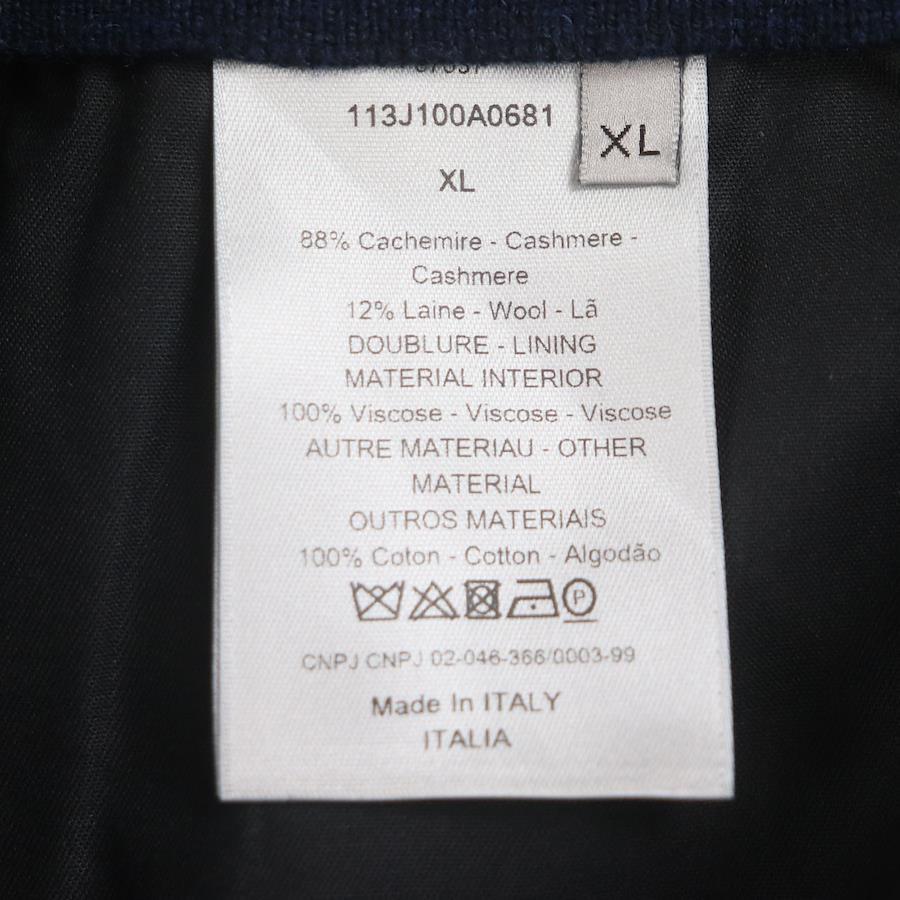 113J100A0681
XL
XL
88% Cachemire - Cashmere -
Cashmere
12% Laine - Wool - Lã
DOUBLURE - LINING
MATERIAL INTERIOR
100% Viscose - Viscose - Viscose
AUTRE MATERIAU - OTHER
MATERIAL
OUTROS MATERIAIS
100% Coton - Cotton - Algodão
P
CNPJ CNPJ 02-046-366/0003-99
Made In ITALY
ITALIA